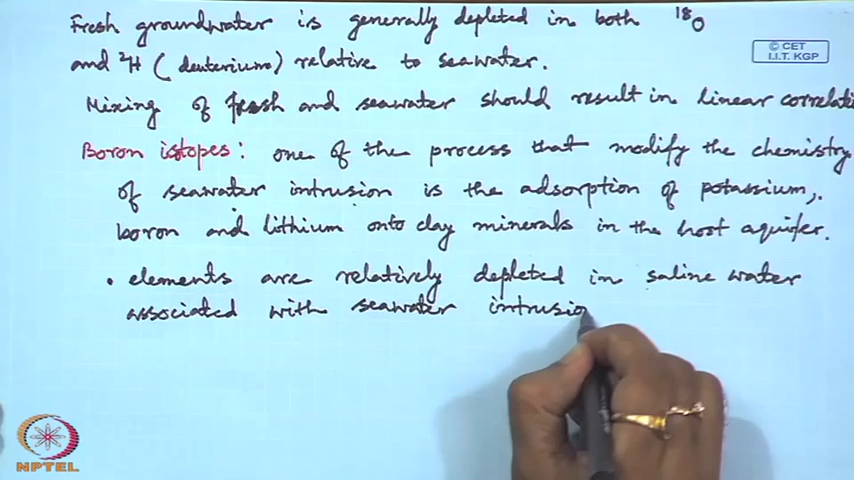 Fresh groundwater is generally depleted in both ¹⁸O
© CET
I.I.T. KGP
and ²H (deuterium) relative to seawater.
Mixing of fresh and seawater should result in linear correlati
Boron istopes: one of the process that modify the chemistry
of seawater intrusion is the adsorption of potassium,
boron and lithium onto clay minerals in the host aquifer.
• elements are relatively depleted in saline water
associated with seawater intrusio
NPTEL